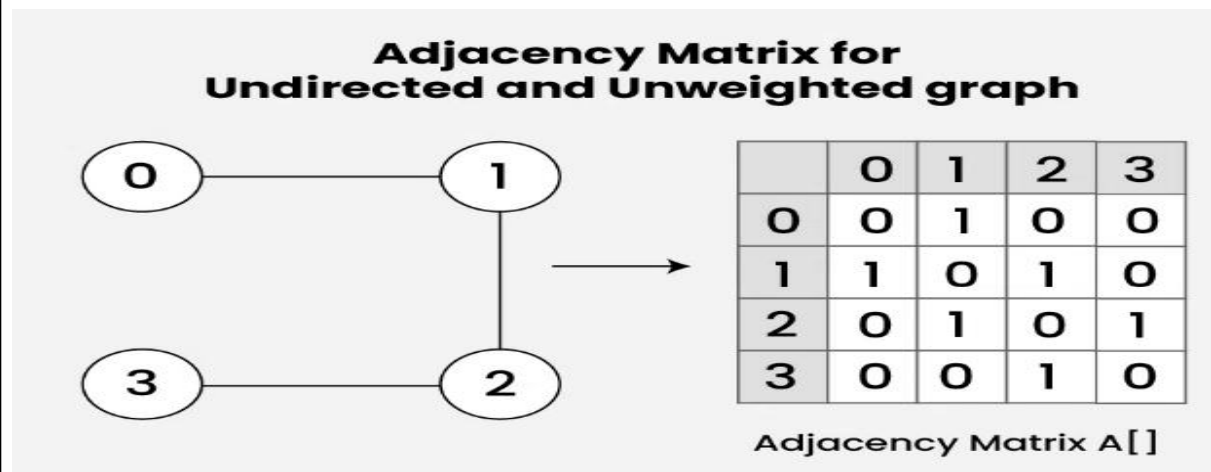 Adjacency Matrix for
Undirected and Unweighted graph
0 1
3 2
0 1 2 3
0 0 1 0 0
1 1 0 1 0
2 0 1 0 1
3 0 0 1 0
Adjacency Matrix A[]